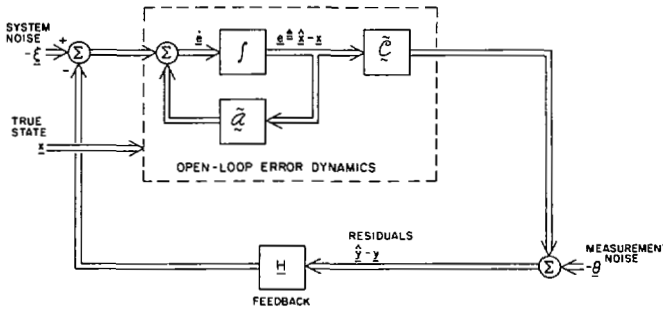 SYSTEM
NOISE
-ξ
+
Σ
-
Σ
ė
∫
e ≜ x̂ - x
C̃
ã
TRUE
STATE
x
OPEN-LOOP ERROR DYNAMICS
RESIDUALS
ŷ - y
H
FEEDBACK
Σ
MEASUREMENT
NOISE
-θ